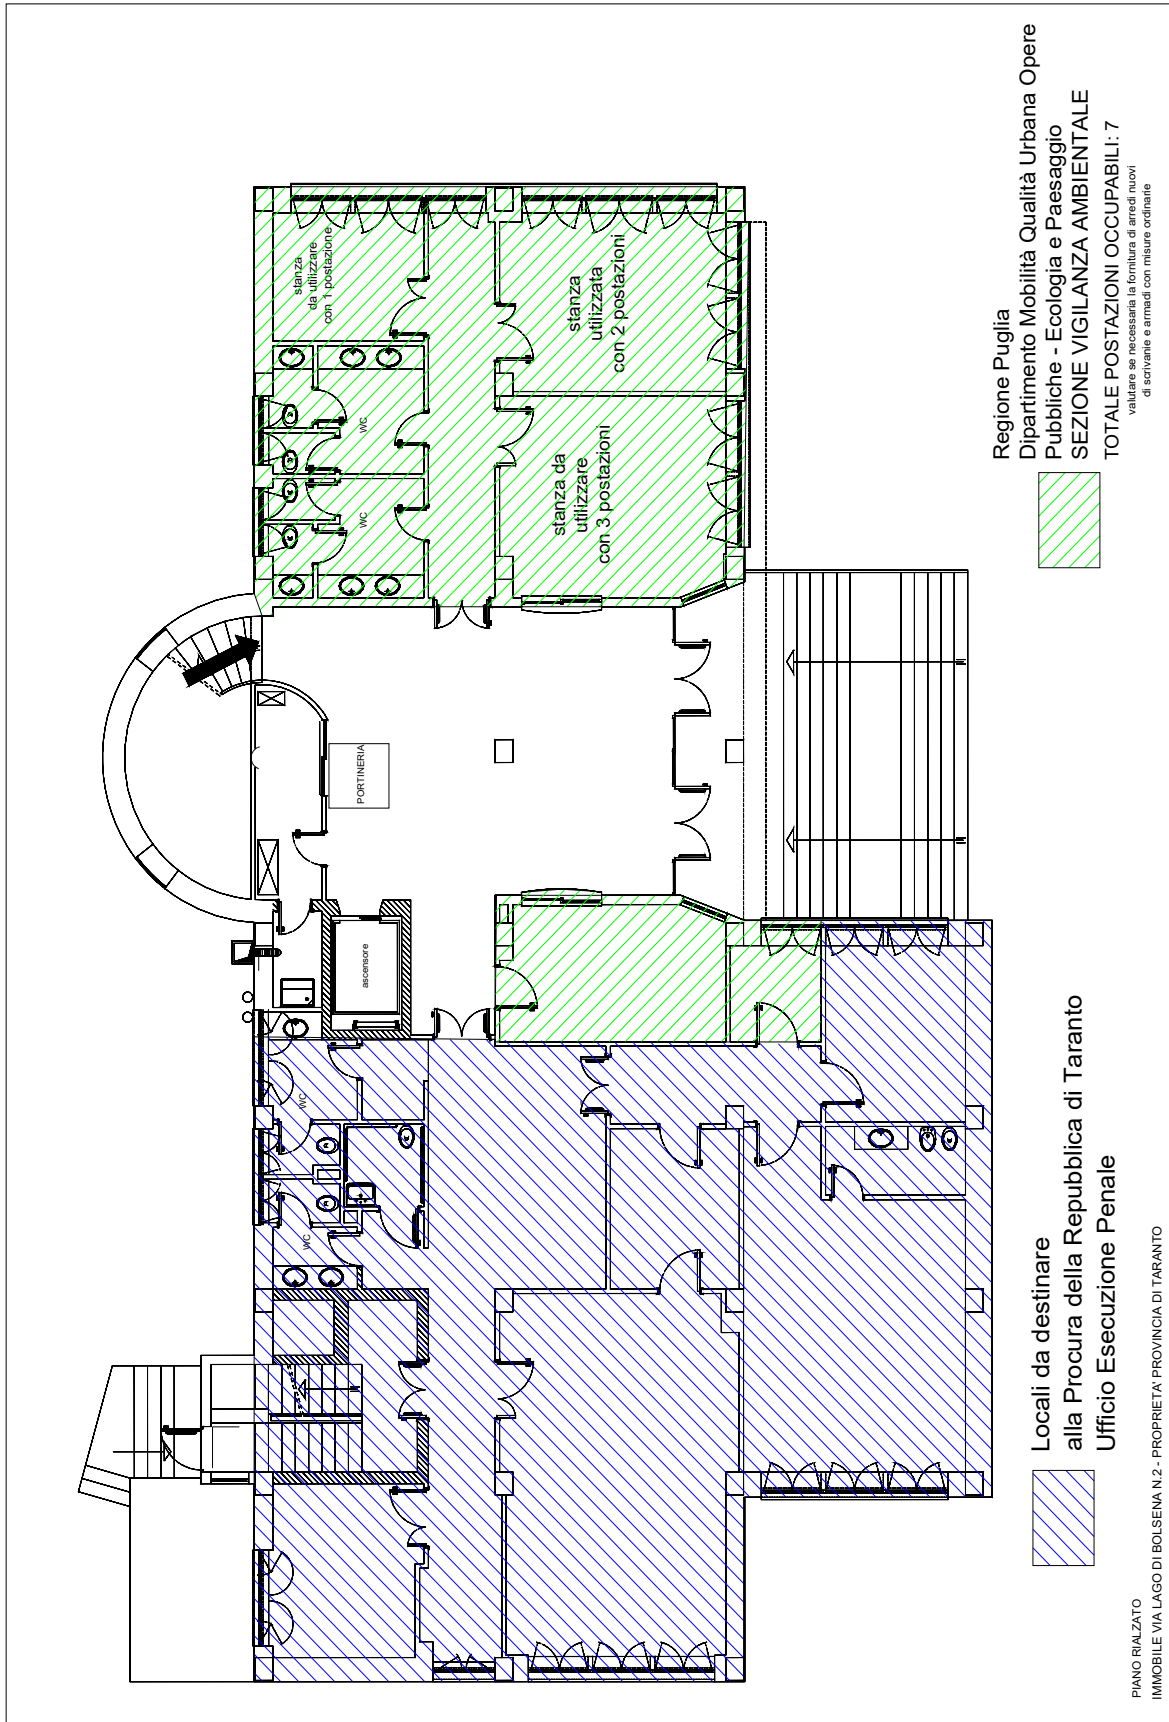 stanza
da utilizzare
con 1 postazione
stanza
utilizzata
con 2 postazioni
stanza da
utilizzare
con 3 postazioni
WC
WC
PORTINERIA
ascensore
WC
WC
Regione Puglia
Dipartimento Mobilità Qualità Urbana Opere
Pubbliche - Ecologia e Paesaggio
SEZIONE VIGILANZA AMBIENTALE
TOTALE POSTAZIONI OCCUPABILI: 7
valutare se necessaria la fornitura di arredi nuovi
di scrivanie e armadi con misure ordinarie
Locali da destinare
alla Procura della Repubblica di Taranto
Ufficio Esecuzione Penale
PIANO RIALZATO
IMMOBILE VIA LAGO DI BOLSENA N.2 - PROPRIETA' PROVINCIA DI TARANTO